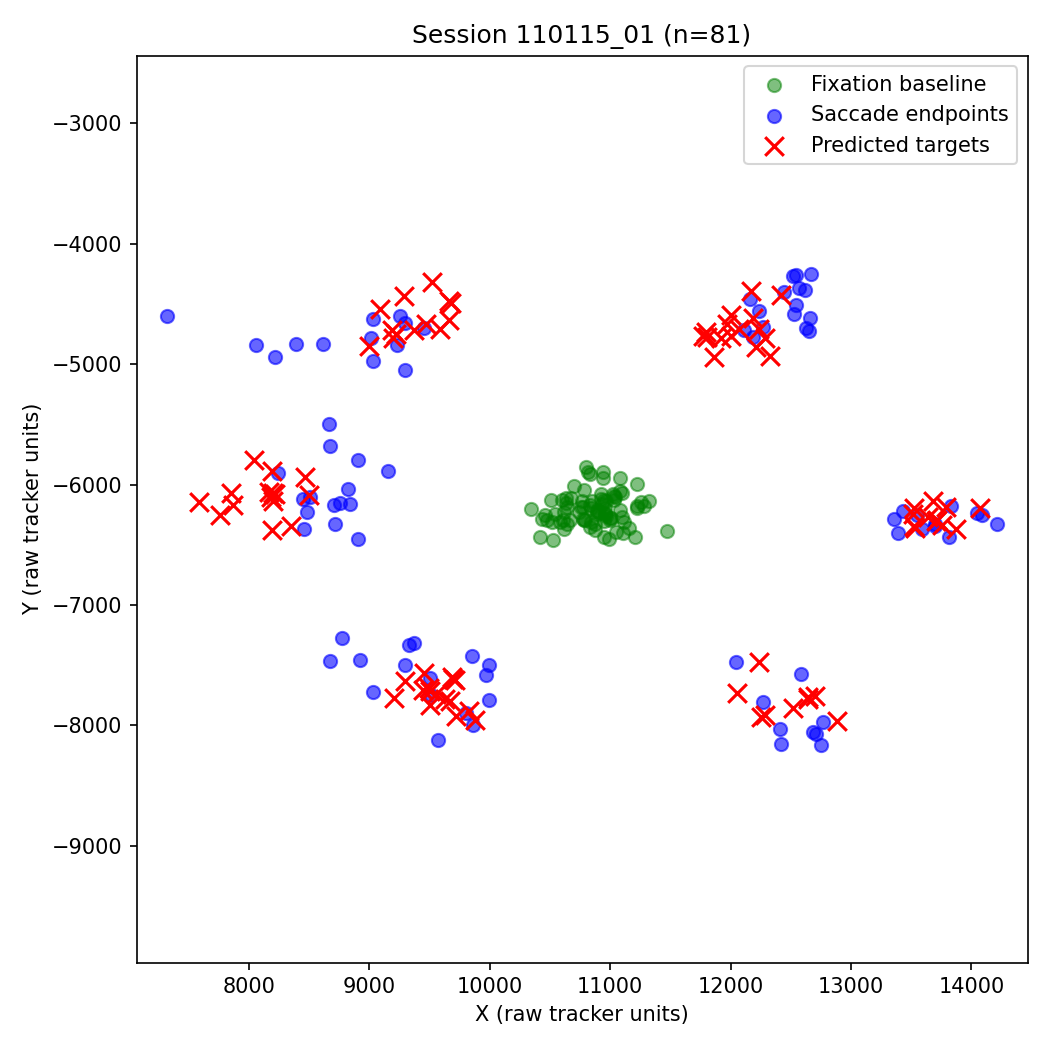 Session 110115_01 (n=81)
Fixation baseline
Saccade endpoints
Predicted targets
−3000
−4000
−5000
−6000
−7000
−8000
−9000
Y (raw tracker units)
8000 9000 10000 11000 12000 13000 14000
X (raw tracker units)